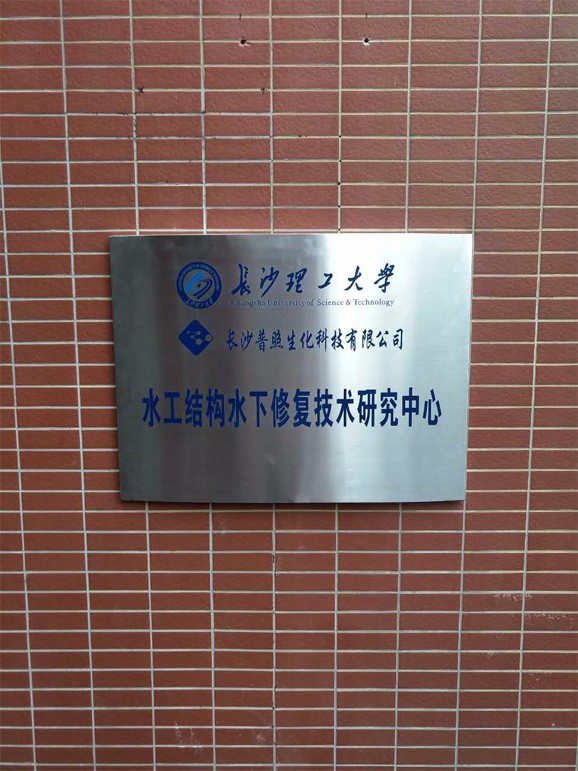 長沙理工大學
Changsha University of Science & Technology
长沙普照生化科技有限公司
水工结构水下修复技术研究中心